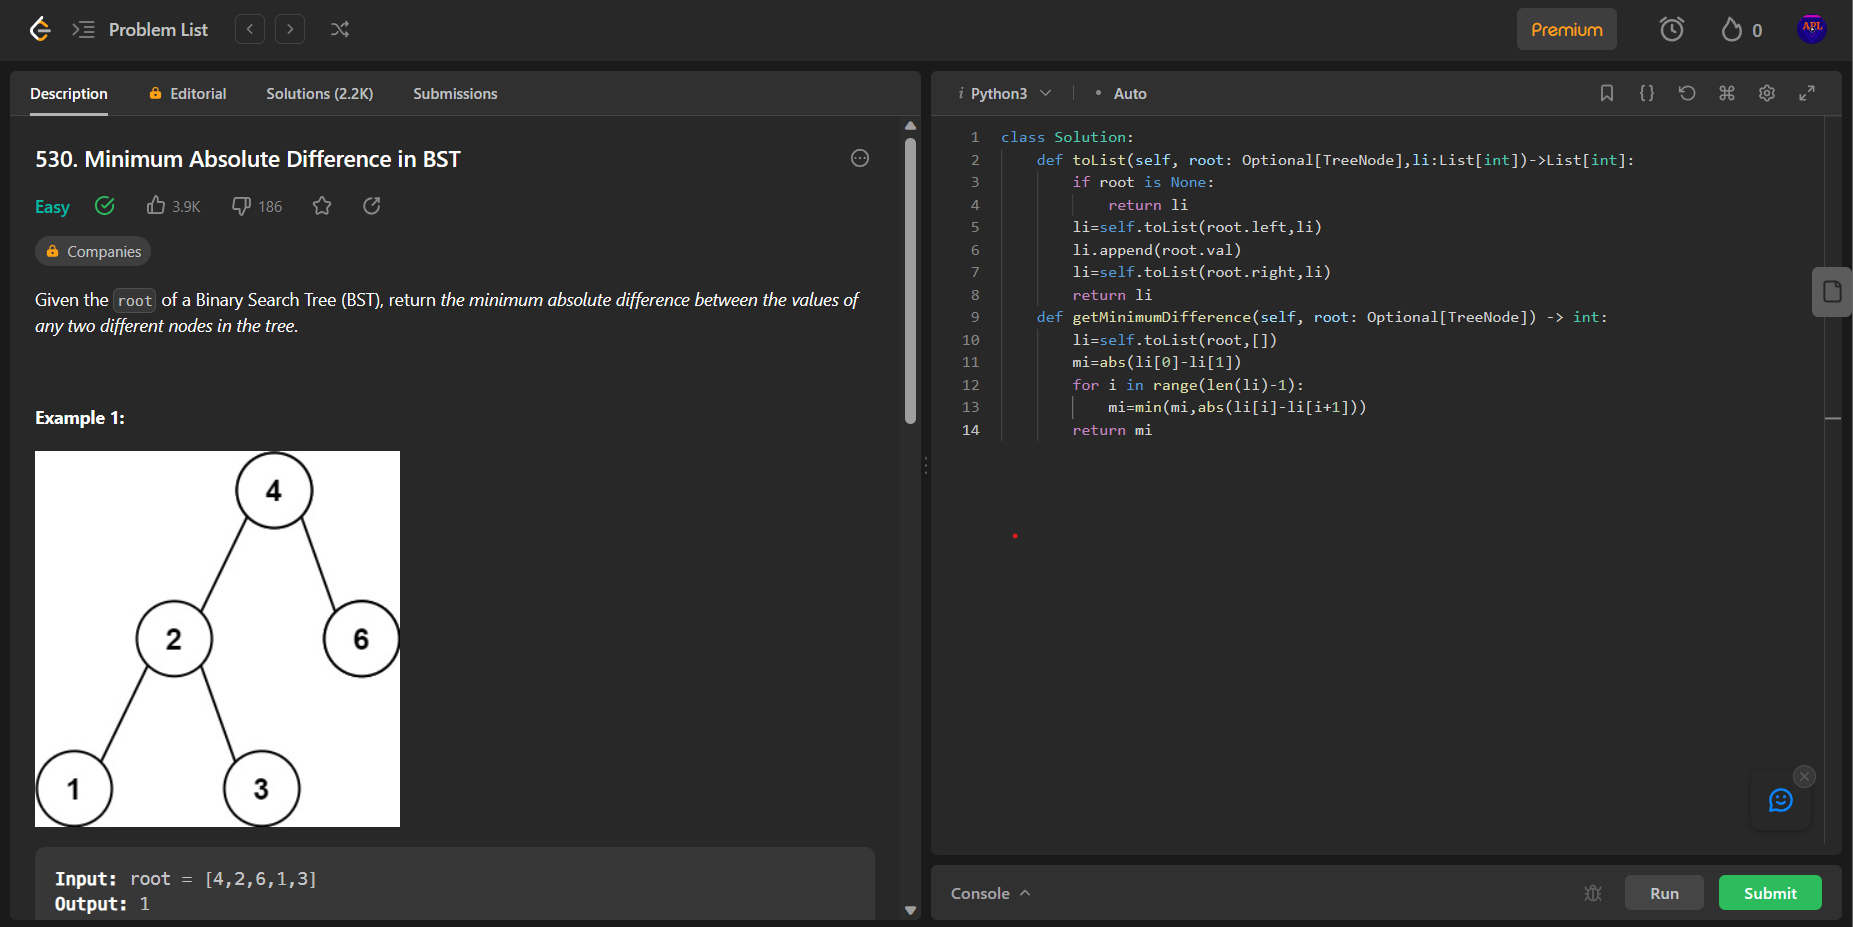 Problem List
Premium
0
APL
Description
Editorial
Solutions (2.2K)
Submissions
530. Minimum Absolute Difference in BST
Easy
3.9K
186
Companies
Given the root of a Binary Search Tree (BST), return the minimum absolute difference between the values of
any two different nodes in the tree.
Example 1:
4
2
6
1
3
Input: root = [4,2,6,1,3]
Output: 1
i Python3
• Auto
1 class Solution:
2     def toList(self, root: Optional[TreeNode],li:List[int])->List[int]:
3         if root is None:
4             return li
5         li=self.toList(root.left,li)
6         li.append(root.val)
7         li=self.toList(root.right,li)
8         return li
9     def getMinimumDifference(self, root: Optional[TreeNode]) -> int:
10         li=self.toList(root,[])
11         mi=abs(li[0]-li[1])
12         for i in range(len(li)-1):
13             mi=min(mi,abs(li[i]-li[i+1]))
14         return mi
Console
Run
Submit